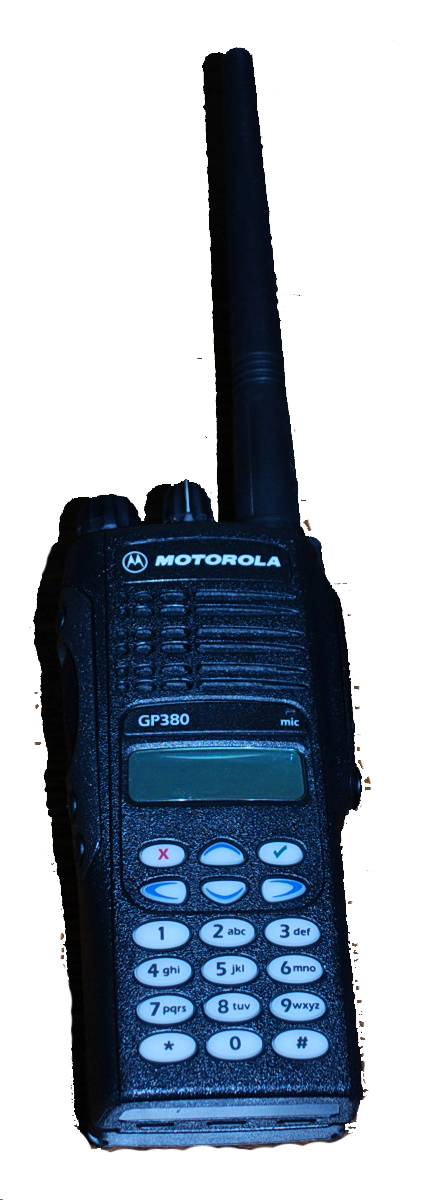 MOTOROLA
GP380 mic
X ✓
1 2 abc 3 def
4 ghi 5 jkl 6 mno
7 pqrs 8 tuv 9 wxyz
* 0 #